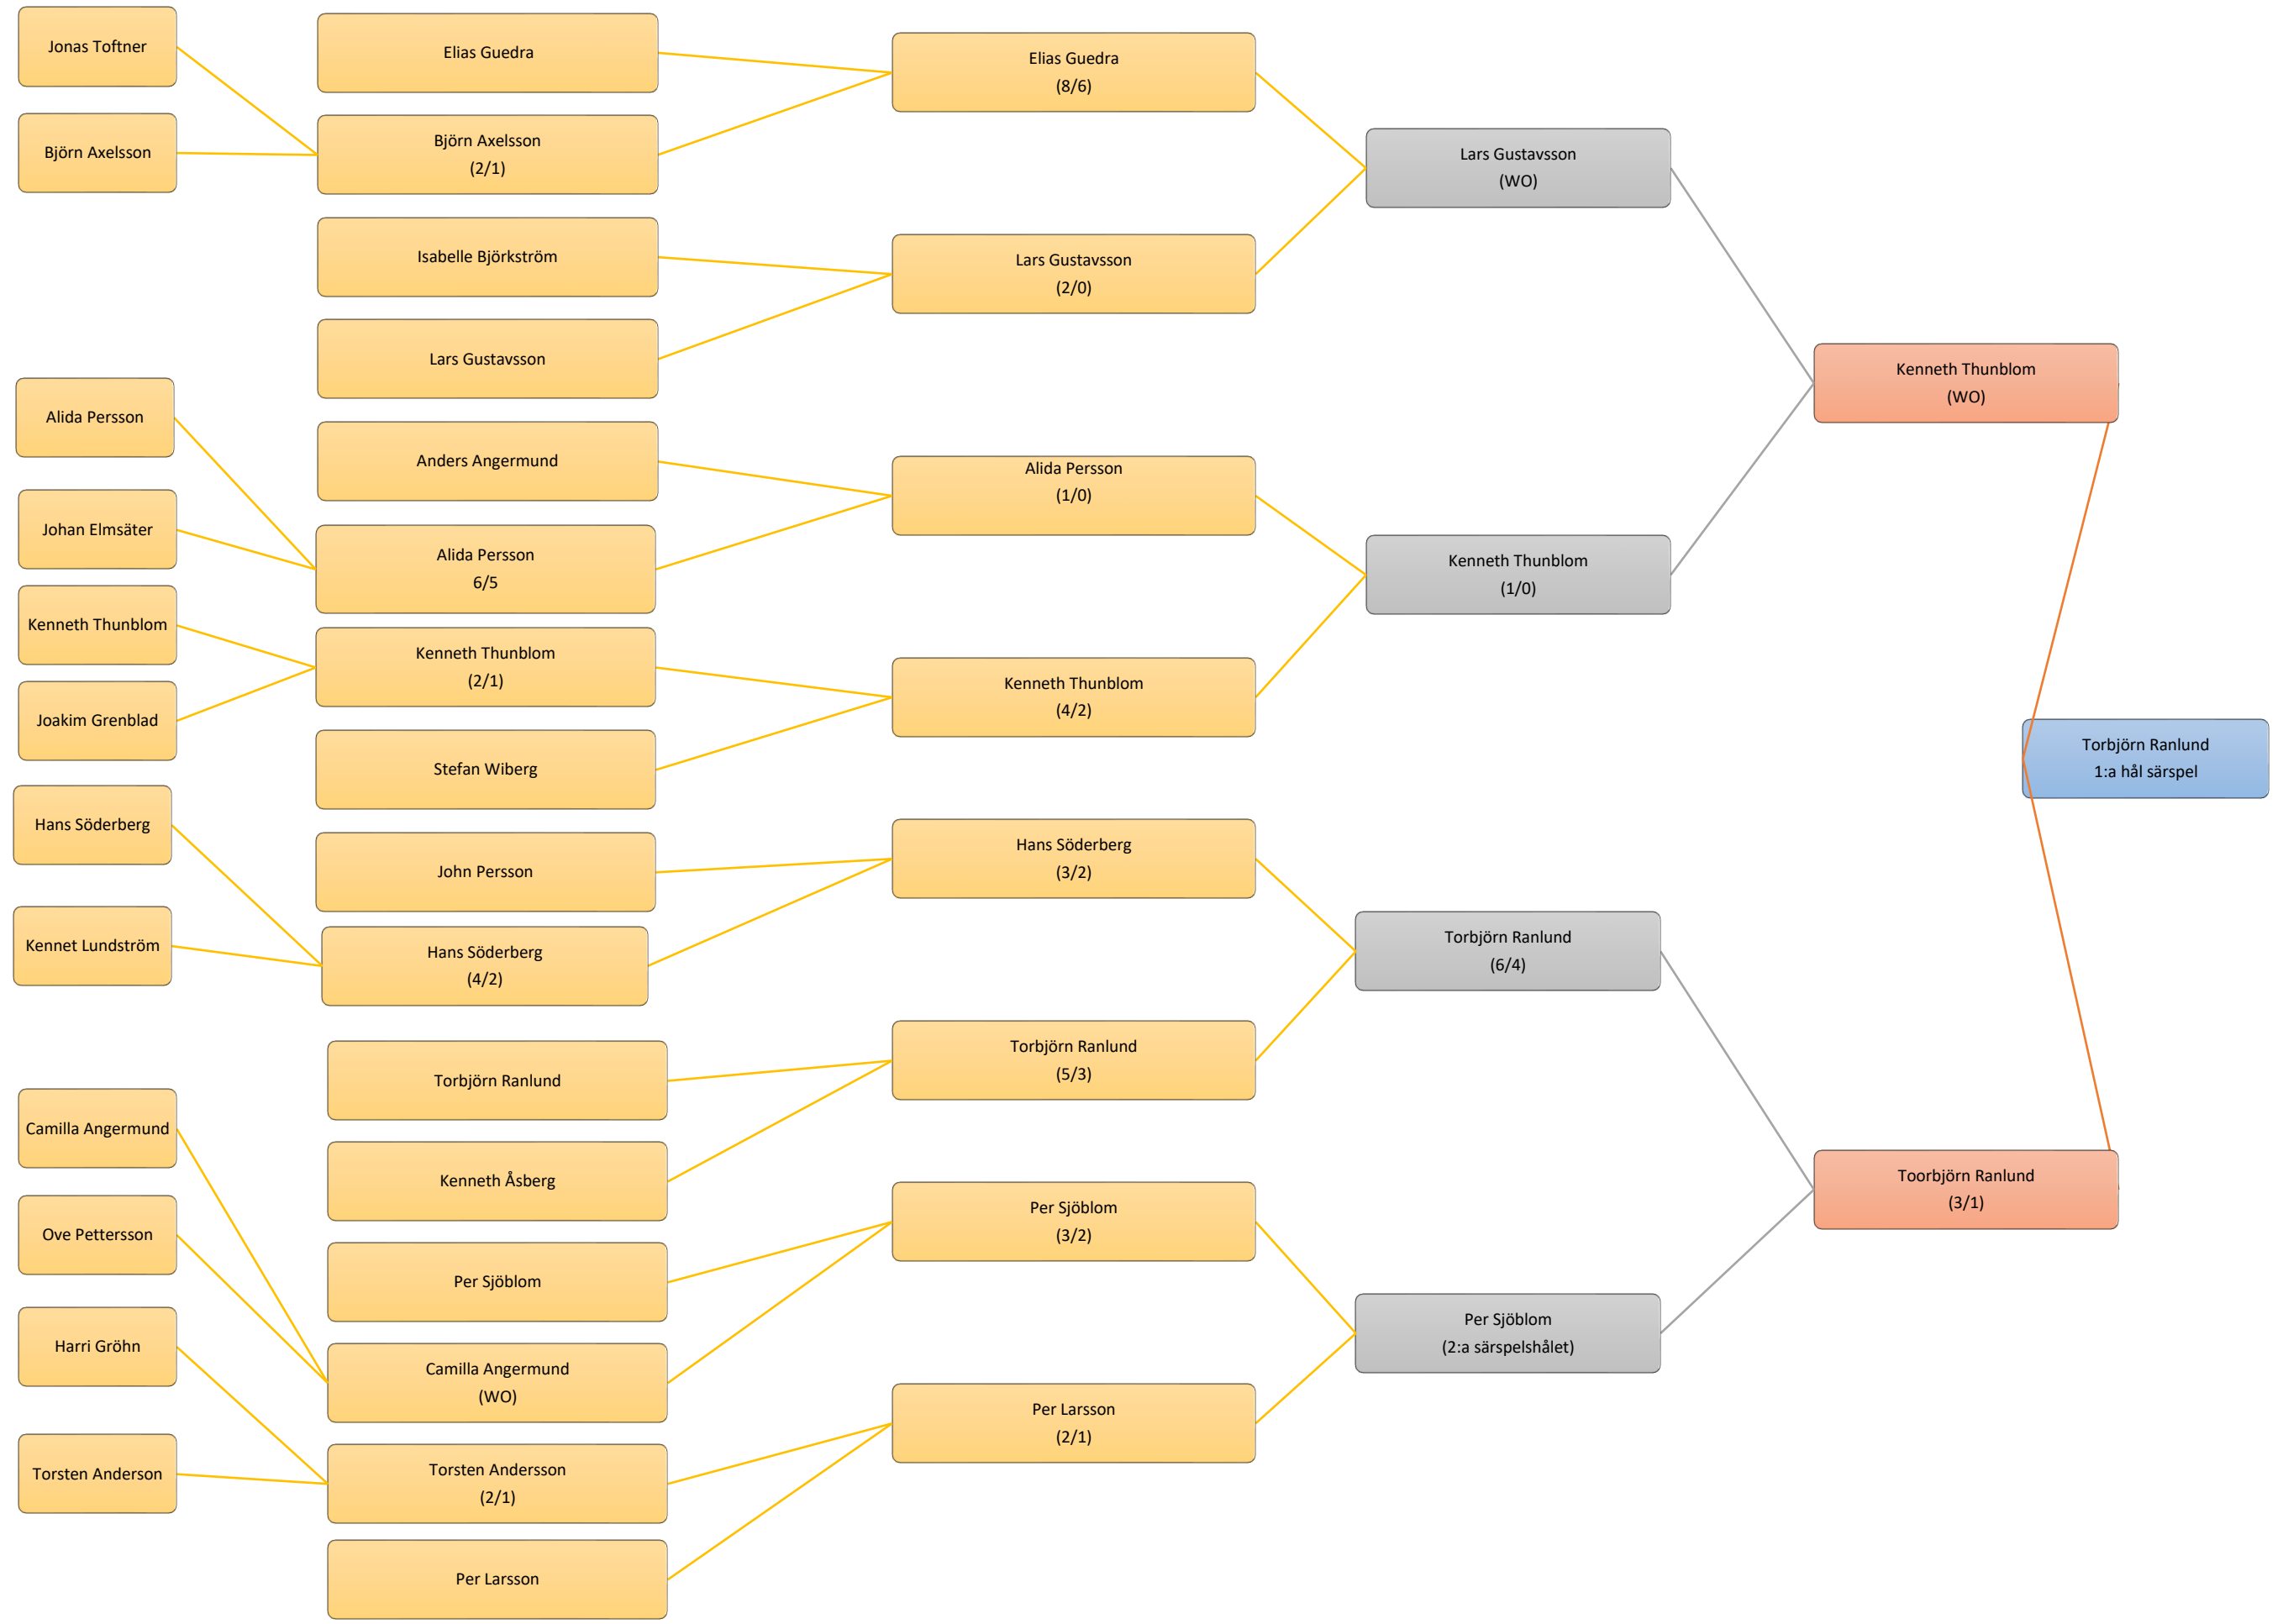 Jonas Toftner
Björn Axelsson
Alida Persson
Johan Elmsäter
Kenneth Thunblom
Joakim Grenblad
Hans Söderberg
Kennet Lundström
Camilla Angermund
Ove Pettersson
Harri Gröhn
Torsten Anderson
Elias Guedra
Björn Axelsson
(2/1)
Isabelle Björkström
Lars Gustavsson
Anders Angermund
Alida Persson
6/5
Kenneth Thunblom
(2/1)
Stefan Wiberg
John Persson
Hans Söderberg
(4/2)
Torbjörn Ranlund
Kenneth Åsberg
Per Sjöblom
Camilla Angermund
(WO)
Torsten Andersson
(2/1)
Per Larsson
Elias Guedra
(8/6)
Lars Gustavsson
(2/0)
Alida Persson
(1/0)
Kenneth Thunblom
(4/2)
Hans Söderberg
(3/2)
Torbjörn Ranlund
(5/3)
Per Sjöblom
(3/2)
Per Larsson
(2/1)
Lars Gustavsson
(WO)
Kenneth Thunblom
(1/0)
Torbjörn Ranlund
(6/4)
Per Sjöblom
(2:a särspelshålet)
Kenneth Thunblom
(WO)
Toorbjörn Ranlund
(3/1)
Torbjörn Ranlund
1:a hål särspel